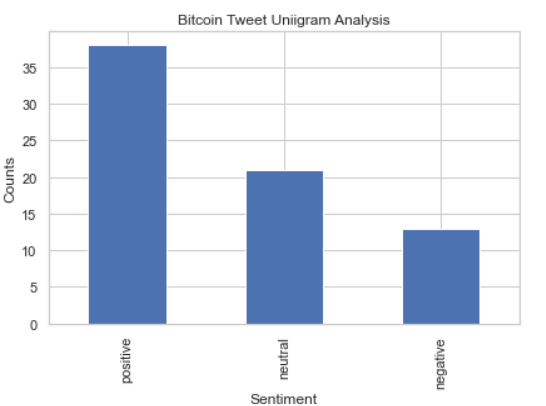 Bitcoin Tweet Uniigram Analysis
35
30
25
20
15
10
5
0
Counts
positive
neutral
negative
Sentiment